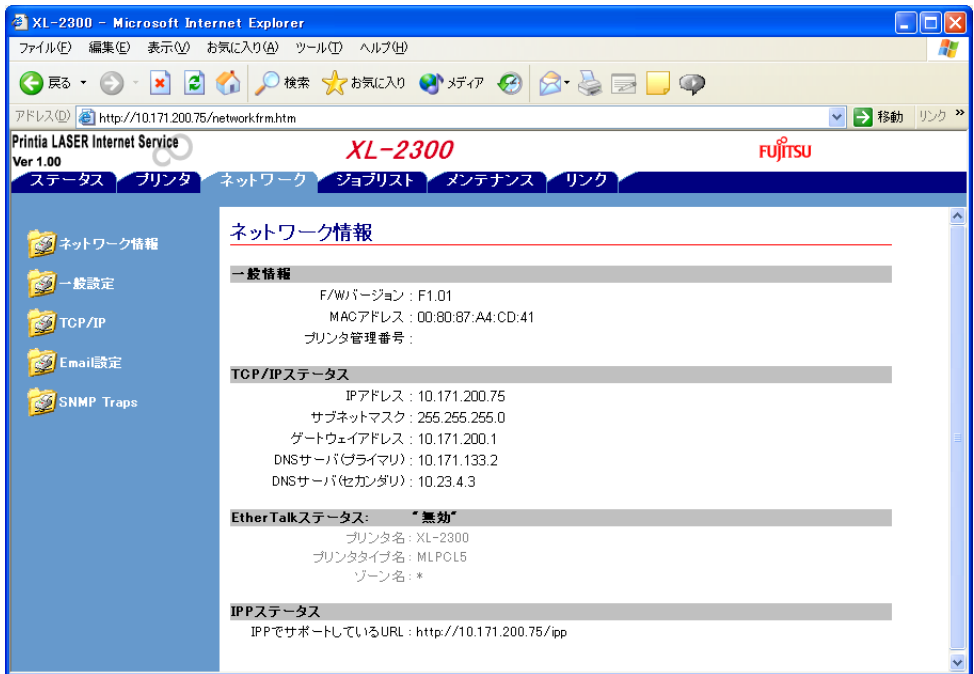 XL-2300 - Microsoft Internet Explorer
ファイル(F) 編集(E) 表示(V) お気に入り(A) ツール(T) ヘルプ(H)
戻る 検索 お気に入り メディア
アドレス(D) http://10.171.200.75/networkfrm.htm 移動 リンク »
Printia LASER Internet Service
Ver 1.00
XL-2300
FUJITSU
ステータス プリンタ ネットワーク ジョブリスト メンテナンス リンク
ネットワーク情報
一般設定
TCP/IP
Email設定
SNMP Traps
ネットワーク情報
一般情報
F/Wバージョン : F1.01
MACアドレス : 00:80:87:A4:CD:41
プリンタ管理番号 :
TCP/IPステータス
IPアドレス : 10.171.200.75
サブネットマスク : 255.255.255.0
ゲートウェイアドレス : 10.171.200.1
DNSサーバ(プライマリ) : 10.171.133.2
DNSサーバ(セカンダリ) : 10.23.4.3
EtherTalkステータス: "無効"
プリンタ名 : XL-2300
プリンタタイプ名 : MLPCL5
ゾーン名 : *
IPPステータス
IPPでサポートしているURL : http://10.171.200.75/ipp